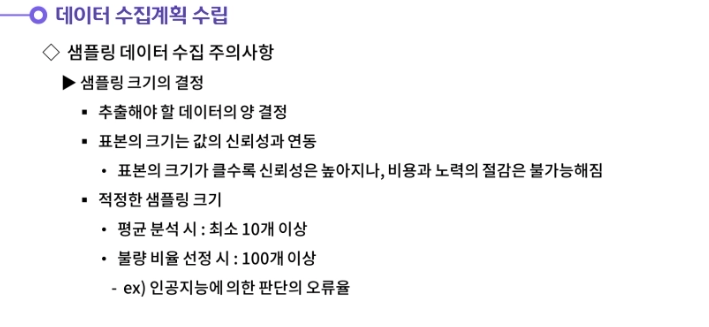 데이터 수집계획 수립
◇ 샘플링 데이터 수집 주의사항
▶ 샘플링 크기의 결정
▪ 추출해야 할 데이터의 양 결정
▪ 표본의 크기는 값의 신뢰성과 연동
• 표본의 크기가 클수록 신뢰성은 높아지나, 비용과 노력의 절감은 불가능해짐
▪ 적정한 샘플링 크기
• 평균 분석 시 : 최소 10개 이상
• 불량 비율 선정 시 : 100개 이상
- ex) 인공지능에 의한 판단의 오류율